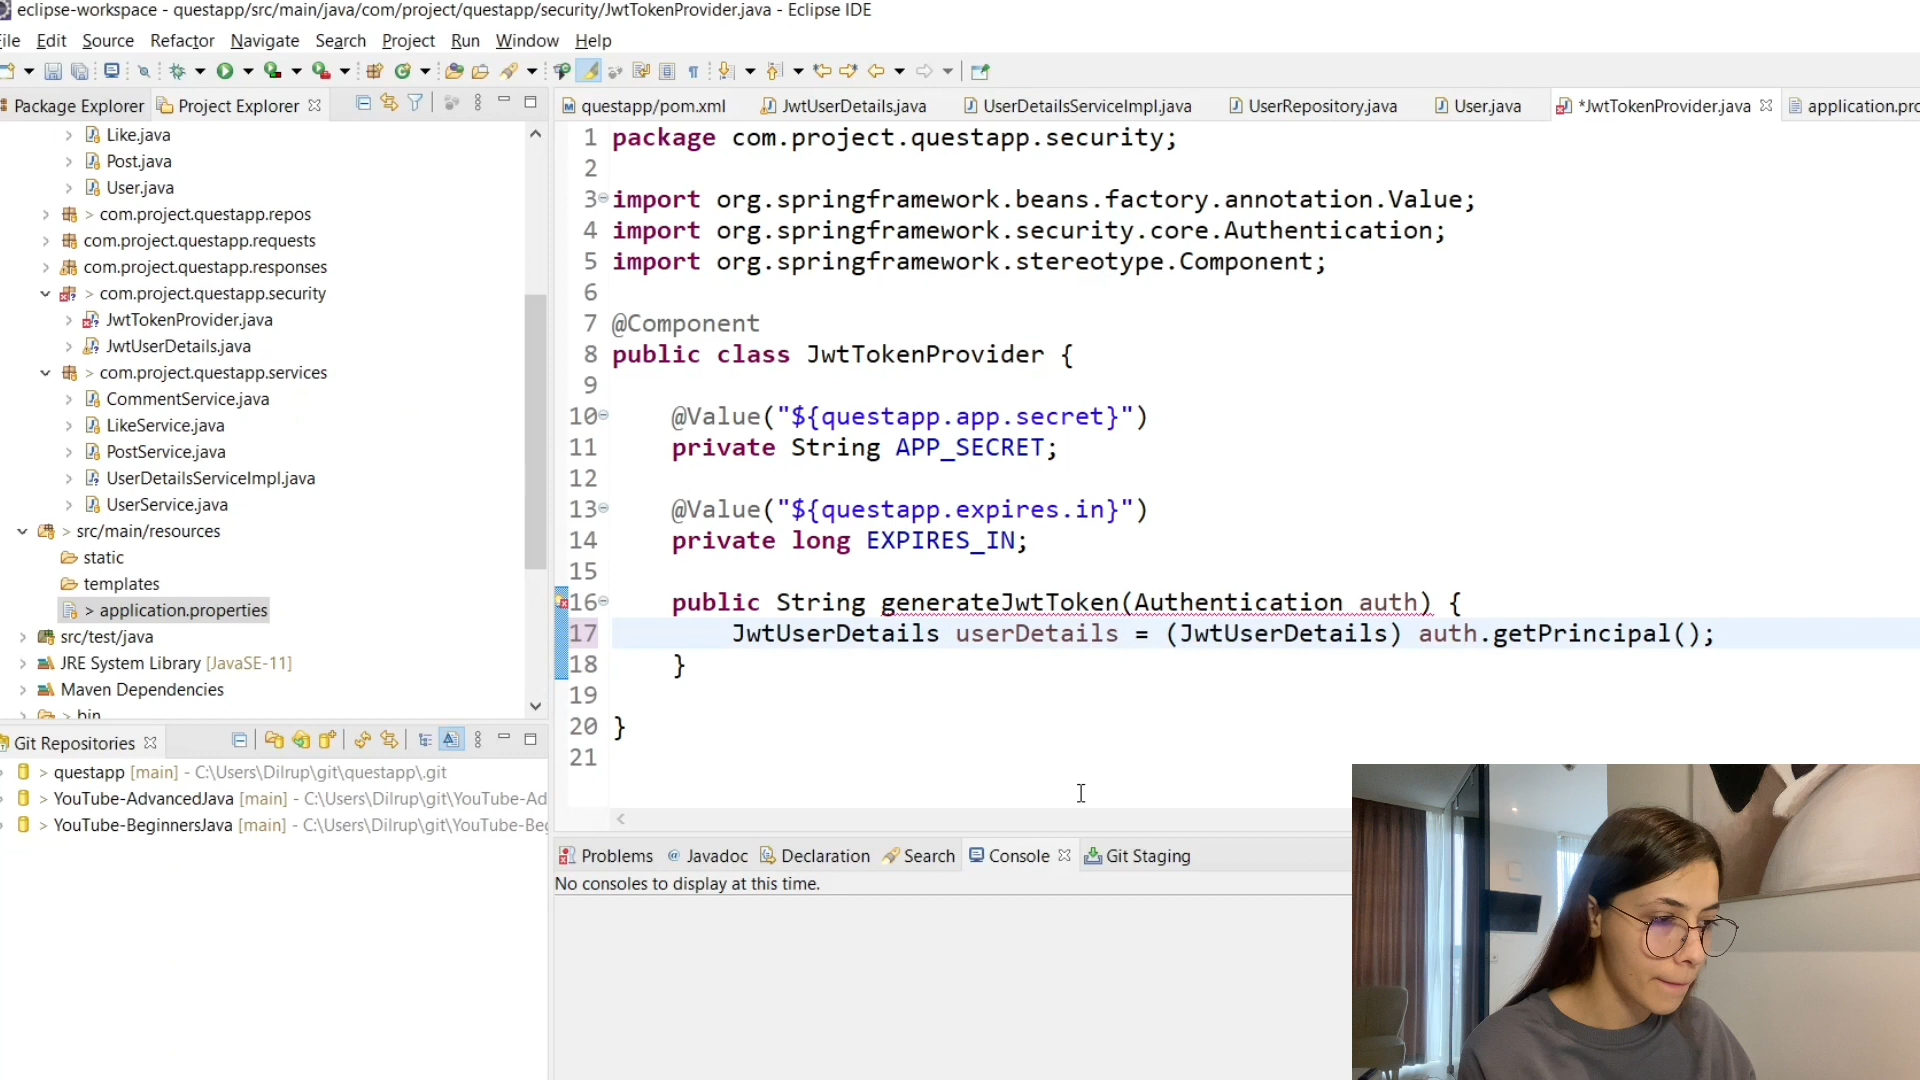 eclipse-workspace - questapp/src/main/java/com/project/questapp/security/JwtTokenProvider.java - Eclipse IDE
File Edit Source Refactor Navigate Search Project Run Window Help
Package Explorer Project Explorer
questapp/pom.xml JwtUserDetails.java UserDetailsServiceImpl.java UserRepository.java User.java *JwtTokenProvider.java application.pro
> Like.java
> Post.java
> User.java
> > com.project.questapp.repos
> com.project.questapp.requests
> com.project.questapp.responses
> com.project.questapp.security
> JwtTokenProvider.java
> JwtUserDetails.java
> com.project.questapp.services
> CommentService.java
> LikeService.java
> PostService.java
> UserDetailsServiceImpl.java
> UserService.java
> src/main/resources
static
templates
> application.properties
> src/test/java
> JRE System Library [JavaSE-11]
> Maven Dependencies
> > bin
1 package com.project.questapp.security;
2
3 import org.springframework.beans.factory.annotation.Value;
4 import org.springframework.security.core.Authentication;
5 import org.springframework.stereotype.Component;
6
7 @Component
8 public class JwtTokenProvider {
9
10 @Value("${questapp.app.secret}")
11 private String APP_SECRET;
12
13 @Value("${questapp.expires.in}")
14 private long EXPIRES_IN;
15
16 public String generateJwtToken(Authentication auth) {
17 JwtUserDetails userDetails = (JwtUserDetails) auth.getPrincipal();
18 }
19
20 }
21
Git Repositories
> questapp [main] - C:\Users\Dilrup\git\questapp\.git
> YouTube-AdvancedJava [main] - C:\Users\Dilrup\git\YouTube-Ad
> YouTube-BeginnersJava [main] - C:\Users\Dilrup\git\YouTube-Be
Problems @ Javadoc Declaration Search Console Git Staging
No consoles to display at this time.